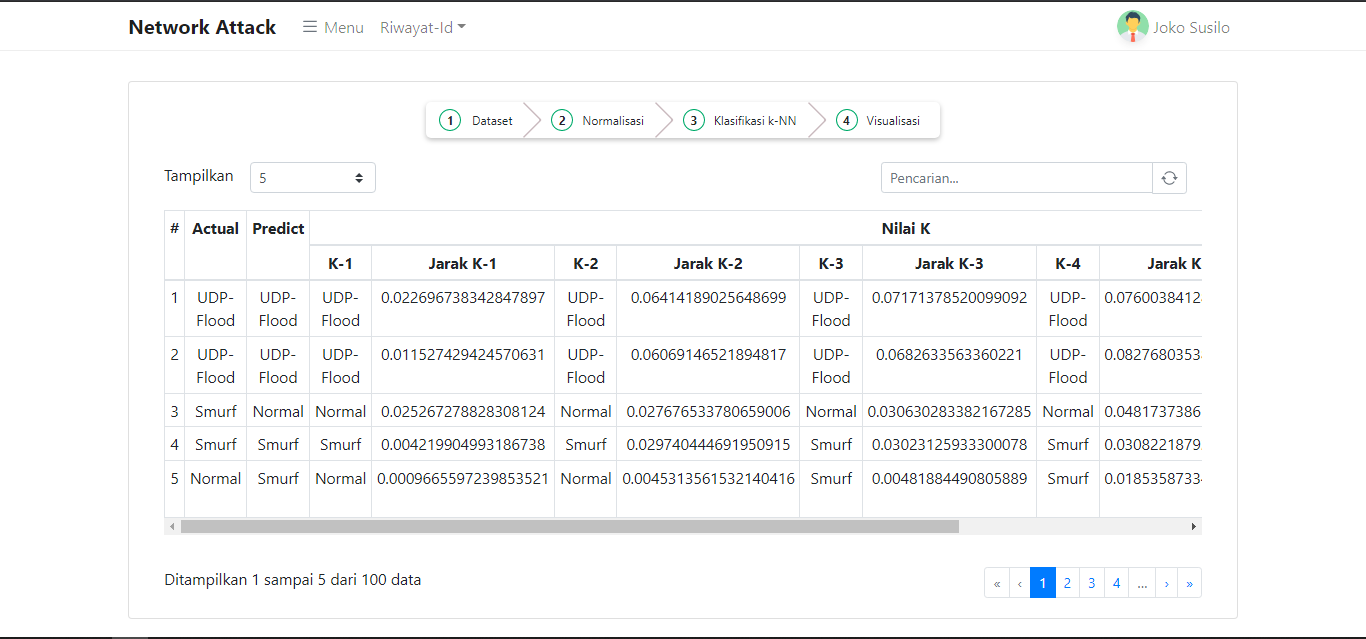 Network Attack Menu Riwayat-Id Joko Susilo
1 Dataset 2 Normalisasi 3 Klasifikasi k-NN 4 Visualisasi
Tampilkan 5 Pencarian...
# Actual Predict Nilai K
K-1 Jarak K-1 K-2 Jarak K-2 K-3 Jarak K-3 K-4 Jarak K
1 UDP- UDP- UDP- 0.022696738342847897 UDP- 0.06414189025648699 UDP- 0.07171378520099092 UDP- 0.0760038412
Flood Flood Flood Flood Flood Flood
2 UDP- UDP- UDP- 0.011527429424570631 UDP- 0.06069146521894817 UDP- 0.0682633563360221 UDP- 0.0827680353
Flood Flood Flood Flood Flood Flood
3 Smurf Normal Normal 0.025267278828308124 Normal 0.027676533780659006 Normal 0.030630283382167285 Normal 0.0481737386
4 Smurf Smurf Smurf 0.004219904993186738 Smurf 0.029740444691950915 Smurf 0.03023125933300078 Smurf 0.0308221879
5 Normal Smurf Normal 0.0009665597239853521 Normal 0.0045313561532140416 Smurf 0.00481884490805889 Smurf 0.0185358733
Ditampilkan 1 sampai 5 dari 100 data « ‹ 1 2 3 4 ... › »